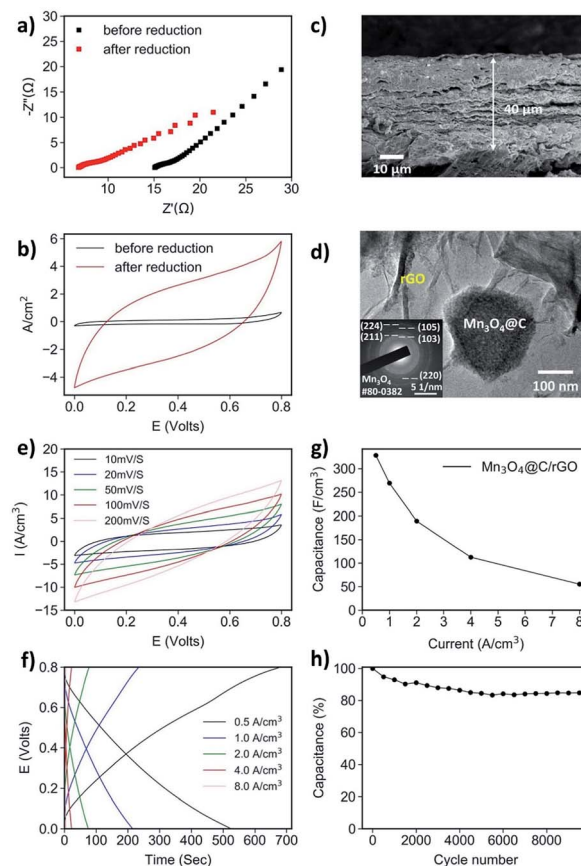 a)
before reduction
after reduction
-Z''(Ω)
-30
-25
-20
-15
-10
-5
0
10
15
20
25
30
Z'(Ω)
b)
before reduction
after reduction
A/cm²
6
4
2
0
-2
-4
0.0
0.2
0.4
0.6
0.8
E (Volts)
c)
40 µm
10 µm
d)
rGO
Mn₃O₄@C
(224)
(211)
(105)
(103)
(220)
Mn₃O₄
#80-0382
5 1/nm
100 nm
e)
10mV/S
20mV/S
50mV/S
100mV/S
200mV/S
I (A/cm³)
20
15
10
5
0
-5
-10
-15
0.0
0.2
0.4
0.6
0.8
E (Volts)
f)
0.5 A/cm³
1.0 A/cm³
2.0 A/cm³
4.0 A/cm³
8.0 A/cm³
E (Volts)
0.8
0.4
0.0
0
100
200
300
400
500
600
700
Time (Sec)
g)
Mn₃O₄@C/rGO
Capacitance (F/cm³)
300
250
200
150
100
50
0
0
1
2
3
4
5
6
7
8
Current (A/cm³)
h)
Capacitance (%)
100
80
60
40
20
0
0
2000
4000
6000
8000
Cycle number